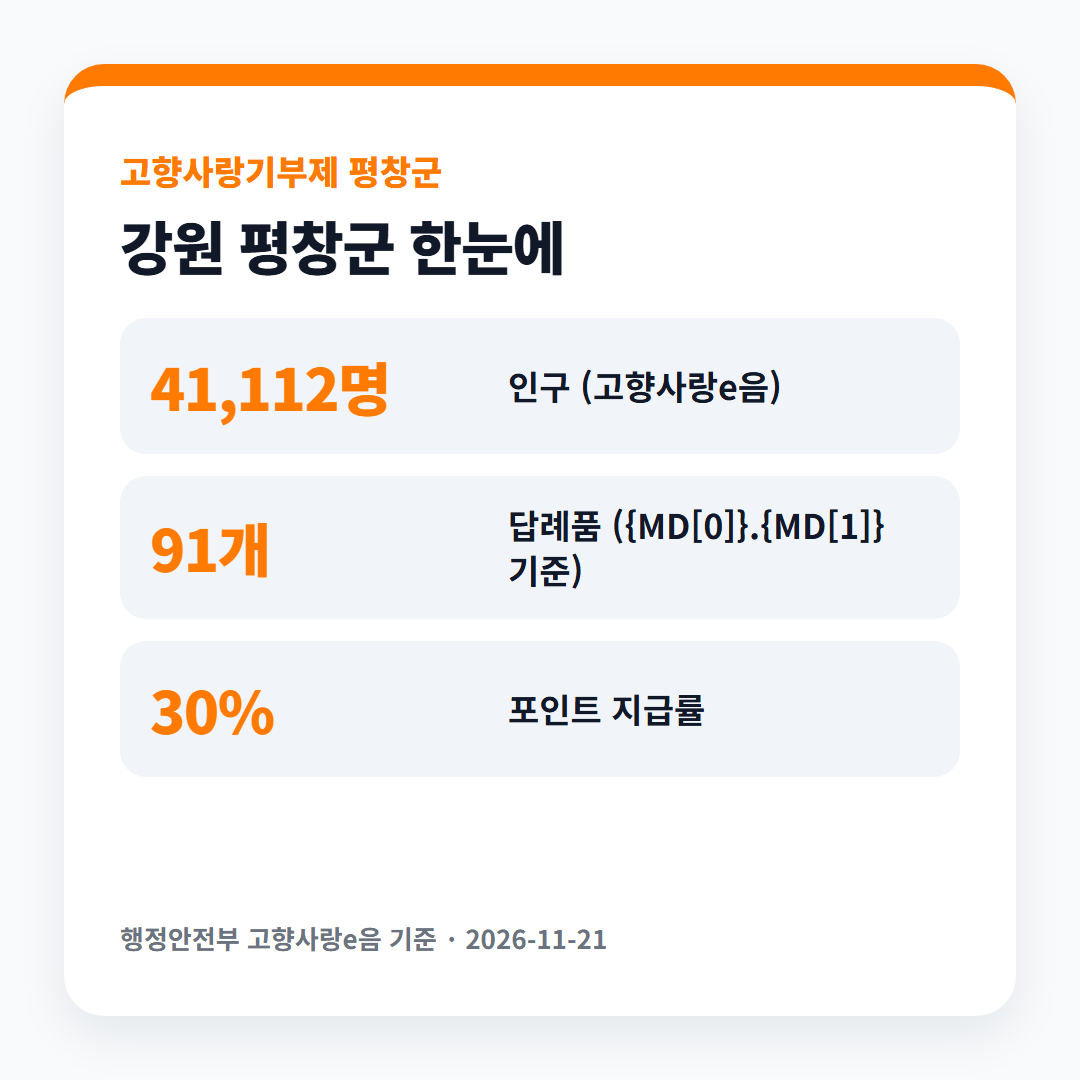 고향사랑기부제 평창군
강원 평창군 한눈에
41,112명
인구 (고향사랑e음)
91개
답례품 ({MD[0]}.{MD[1]}
기준)
30%
포인트 지급률
행정안전부 고향사랑e음 기준 · 2026-11-21